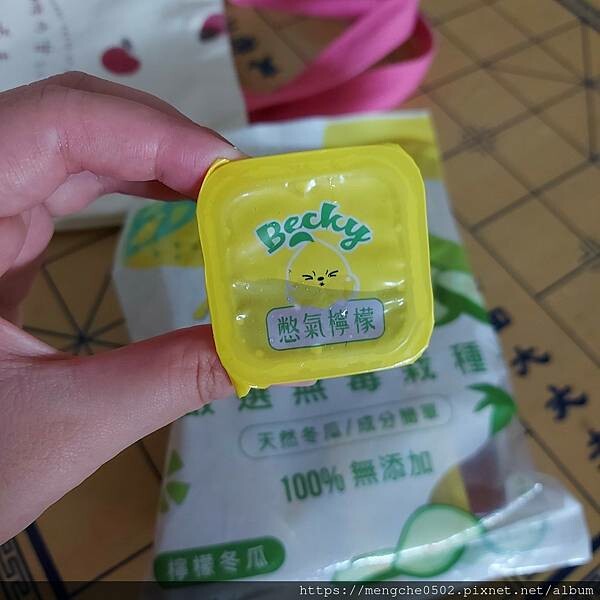 Becky
憋氣檸檬
嚴選無毒栽種
天然冬瓜/成分簡單
100% 無添加
檸檬冬瓜
https://mengche0502.pixnet.net/album